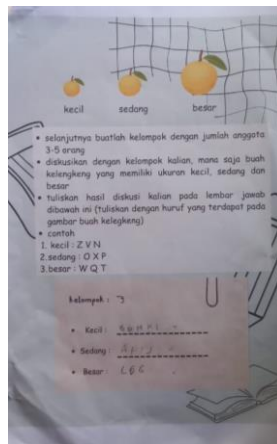 kecil sedang besar
• selanjutnya buatlah kelompok dengan jumlah anggota
3-5 orang
• diskusikan dengan kelompok kalian, mana saja buah
kelengkeng yang memiliki ukuran kecil, sedang dan
besar
• tuliskan hasil diskusi kalian pada lembar jawab
dibawah ini (tuliskan dengan huruf yang terdapat pada
gambar buah kelegkeng)
• contoh
1. kecil : Z V N
2. sedang : O X P
3. besar : W Q T
kelompok : 3
• Kecil :
• Sedang :
• Besar :